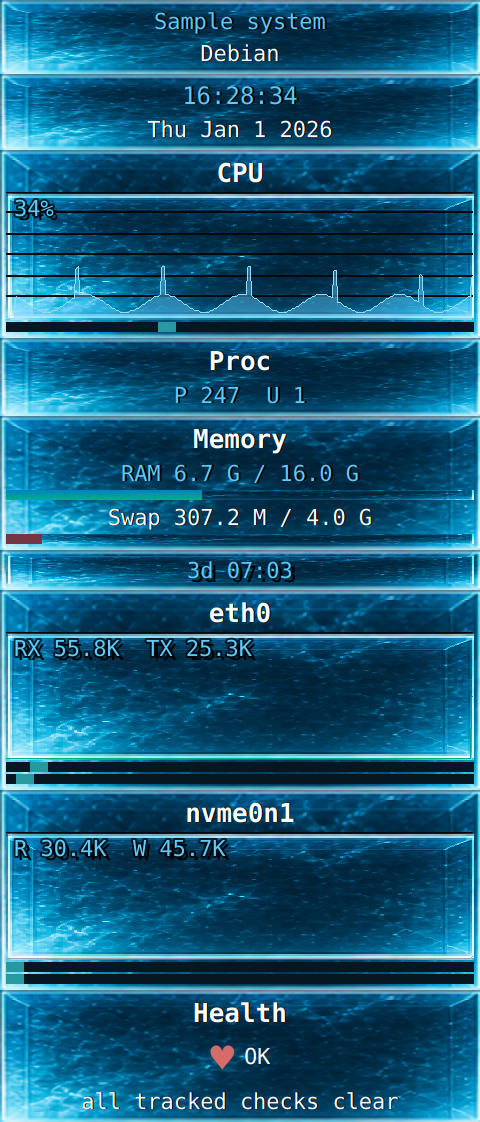 Sample system
Debian
16:28:34
Thu Jan 1 2026
CPU
34%
Proc
P 247 U 1
Memory
RAM 6.7 G / 16.0 G
Swap 307.2 M / 4.0 G
3d 07:03
eth0
RX 55.8K TX 25.3K
nvme0n1
R 30.4K W 45.7K
Health
OK
all tracked checks clear